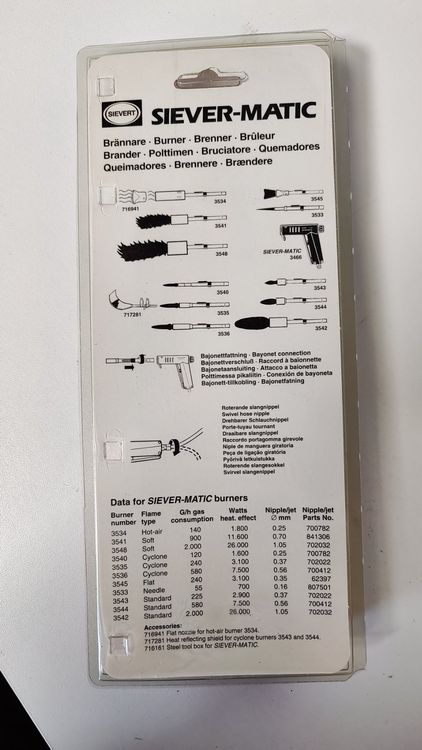 SIEVERT
SIEVER-MATIC
Brännare · Burner · Brenner · Brûleur
Brander · Polttimen · Bruciatore · Quemadores
Queimadores · Brennere · Brændere
716941
3534
3545
3533
3541
SIEVER-MATIC
3466
3548
3540
3543
717281
3535
3544
3536
3542
Bajonettfattning · Bayonet connection
Bajonettverschluß · Raccord à baïonnette
Bajonetaansluiting · Attacco a baionetta
Polttimessa pikaliitin · Conexión de bayoneta
Bajonett-tillkobling · Bajonetfatning
Roterande slangnippel
Swivel hose nipple
Drehbarer Schlauchnippel
Porte-tuyau tournant
Draaibare slangnippel
Raccordo portagomma girevole
Niple de manguera giratoria
Peça de ligação giratória
Pyörivä letkuistukka
Roterende slangesokkel
Svirvel slangenippel
Data for SIEVER-MATIC burners
Burner number Flame type G/h gas consumption Watts heat. effect Nipple/jet Ø mm Nipple/jet Parts No.
3534 Hot-air 140 1.800 0.25 700782
3541 Soft 900 11.600 0.70 841306
3548 Soft 2.000 26.000 1.05 702032
3540 Cyclone 120 1.600 0.25 700782
3535 Cyclone 240 3.100 0.37 702022
3536 Cyclone 580 7.500 0.56 700412
3545 Flat 240 3.100 0.35 62397
3533 Needle 55 700 0.16 807501
3543 Standard 225 2.900 0.37 702022
3544 Standard 580 7.500 0.56 700412
3542 Standard 2.000 26.000 1.05 702032
Accessories:
716941 Flat nozzle for hot-air burner 3534.
717281 Heat reflecting shield for cyclone burners 3543 and 3544.
716161 Steel tool box for SIEVER-MATIC.